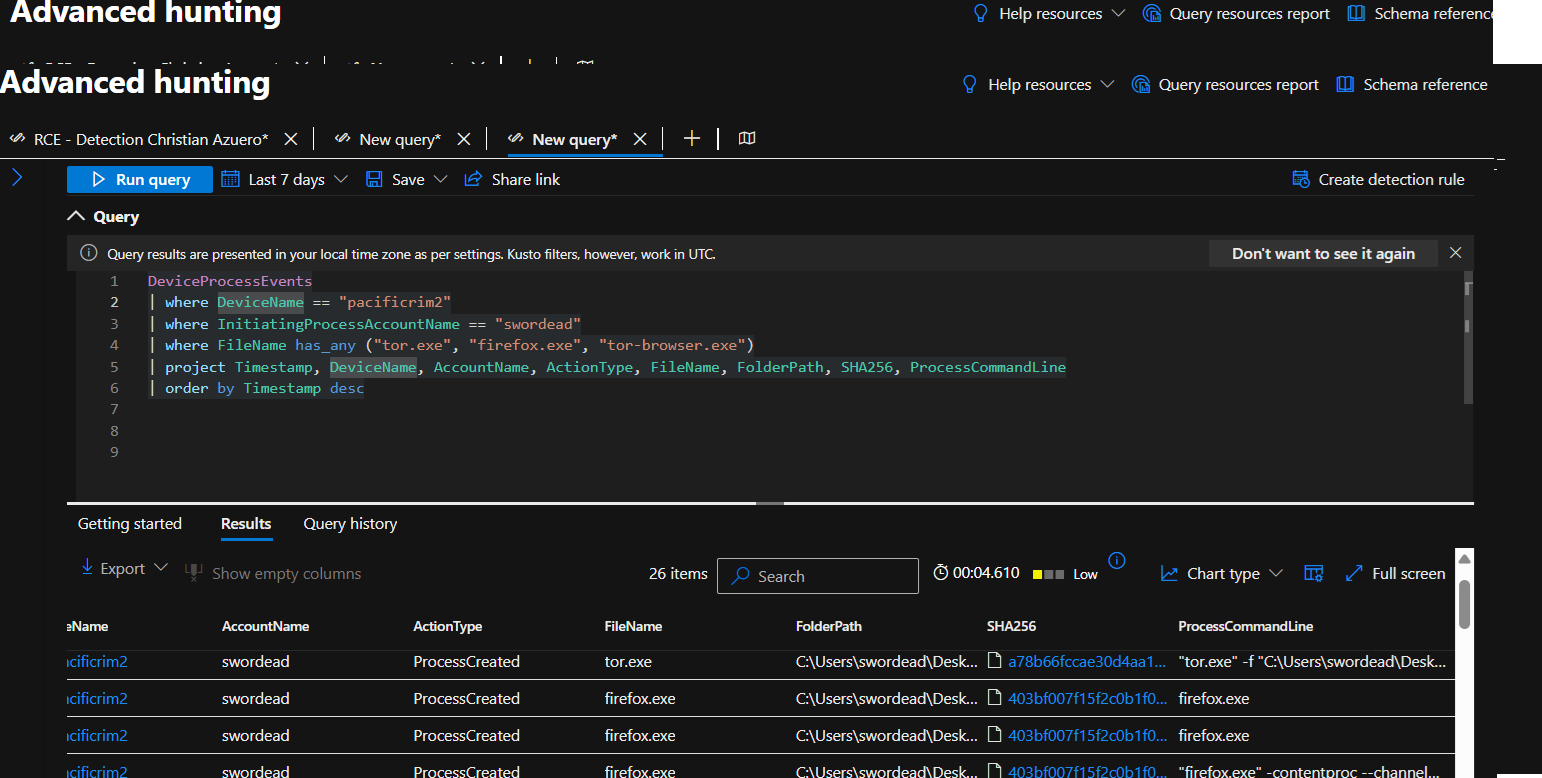 Advanced hunting Help resources Query resources report Schema reference
Advanced hunting Help resources Query resources report Schema reference
RCE - Detection Christian Azuero* New query* New query*
Run query Last 7 days Save Share link Create detection rule
Query
Query results are presented in your local time zone as per settings. Kusto filters, however, work in UTC. Don't want to see it again
1 DeviceProcessEvents
2 | where DeviceName == "pacificrim2"
3 | where InitiatingProcessAccountName == "swordead"
4 | where FileName has_any ("tor.exe", "firefox.exe", "tor-browser.exe")
5 | project Timestamp, DeviceName, AccountName, ActionType, FileName, FolderPath, SHA256, ProcessCommandLine
6 | order by Timestamp desc
7
8
9
Getting started Results Query history
Export Show empty columns 26 items Search 00:04.610 Low Chart type Full screen
eName AccountName ActionType FileName FolderPath SHA256 ProcessCommandLine
cificrim2 swordead ProcessCreated tor.exe C:\Users\swordead\Desk... a78b66fccae30d4aa1... "tor.exe" -f "C:\Users\swordead\Desk...
cificrim2 swordead ProcessCreated firefox.exe C:\Users\swordead\Desk... 403bf007f15f2c0b1f0... firefox.exe
cificrim2 swordead ProcessCreated firefox.exe C:\Users\swordead\Desk... 403bf007f15f2c0b1f0... firefox.exe
cificrim2 swordead ProcessCreated firefox.exe C:\Users\swordead\Desk... 403bf007f15f2c0b1f0... "firefox.exe" -contentproc --channel...